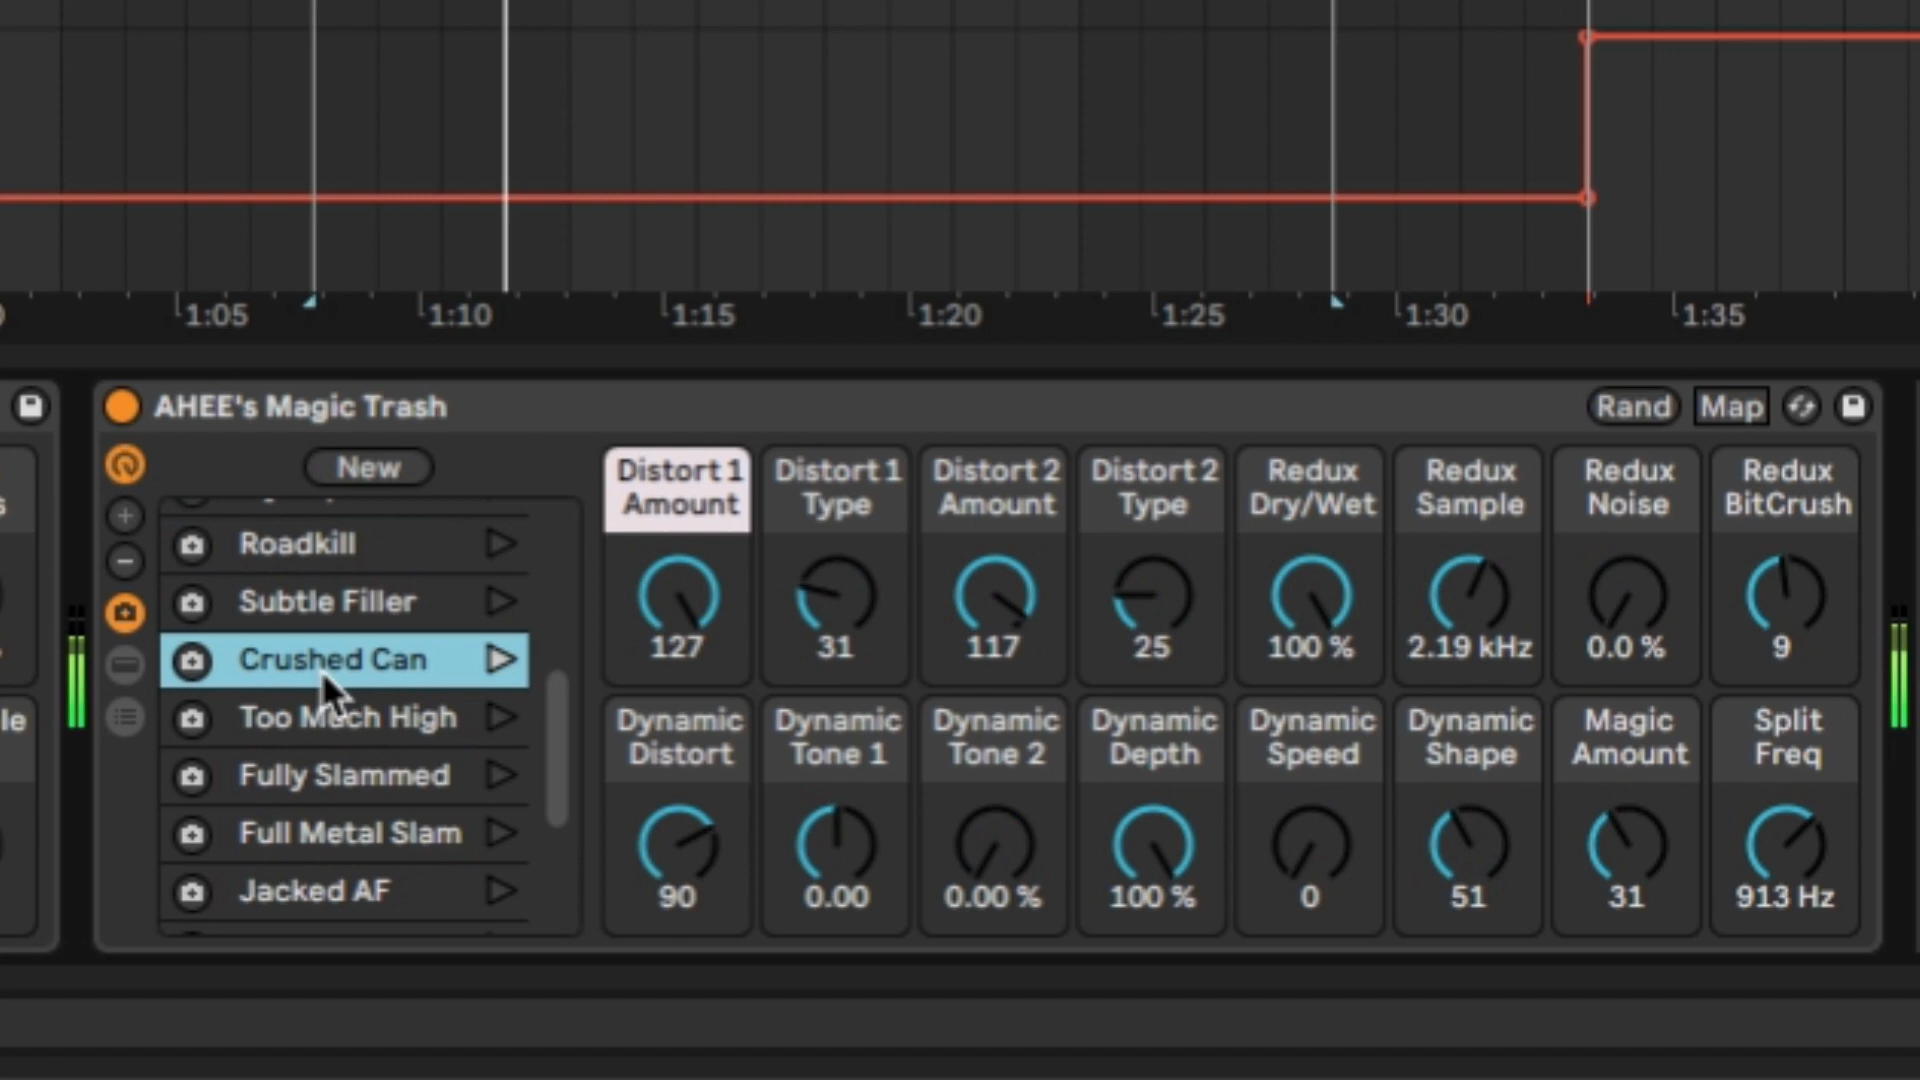 1:05 1:10 1:15 1:20 1:25 1:30 1:35
AHEE's Magic Trash
Rand Map
New
Roadkill
Subtle Filler
Crushed Can
Too Much High
Fully Slammed
Full Metal Slam
Jacked AF
Distort 1 Amount
127
Distort 1 Type
31
Distort 2 Amount
117
Distort 2 Type
25
Redux Dry/Wet
100 %
Redux Sample
2.19 kHz
Redux Noise
0.0 %
Redux BitCrush
9
Dynamic Distort
90
Dynamic Tone 1
0.00
Dynamic Tone 2
0.00 %
Dynamic Depth
100 %
Dynamic Speed
0
Dynamic Shape
51
Magic Amount
31
Split Freq
913 Hz